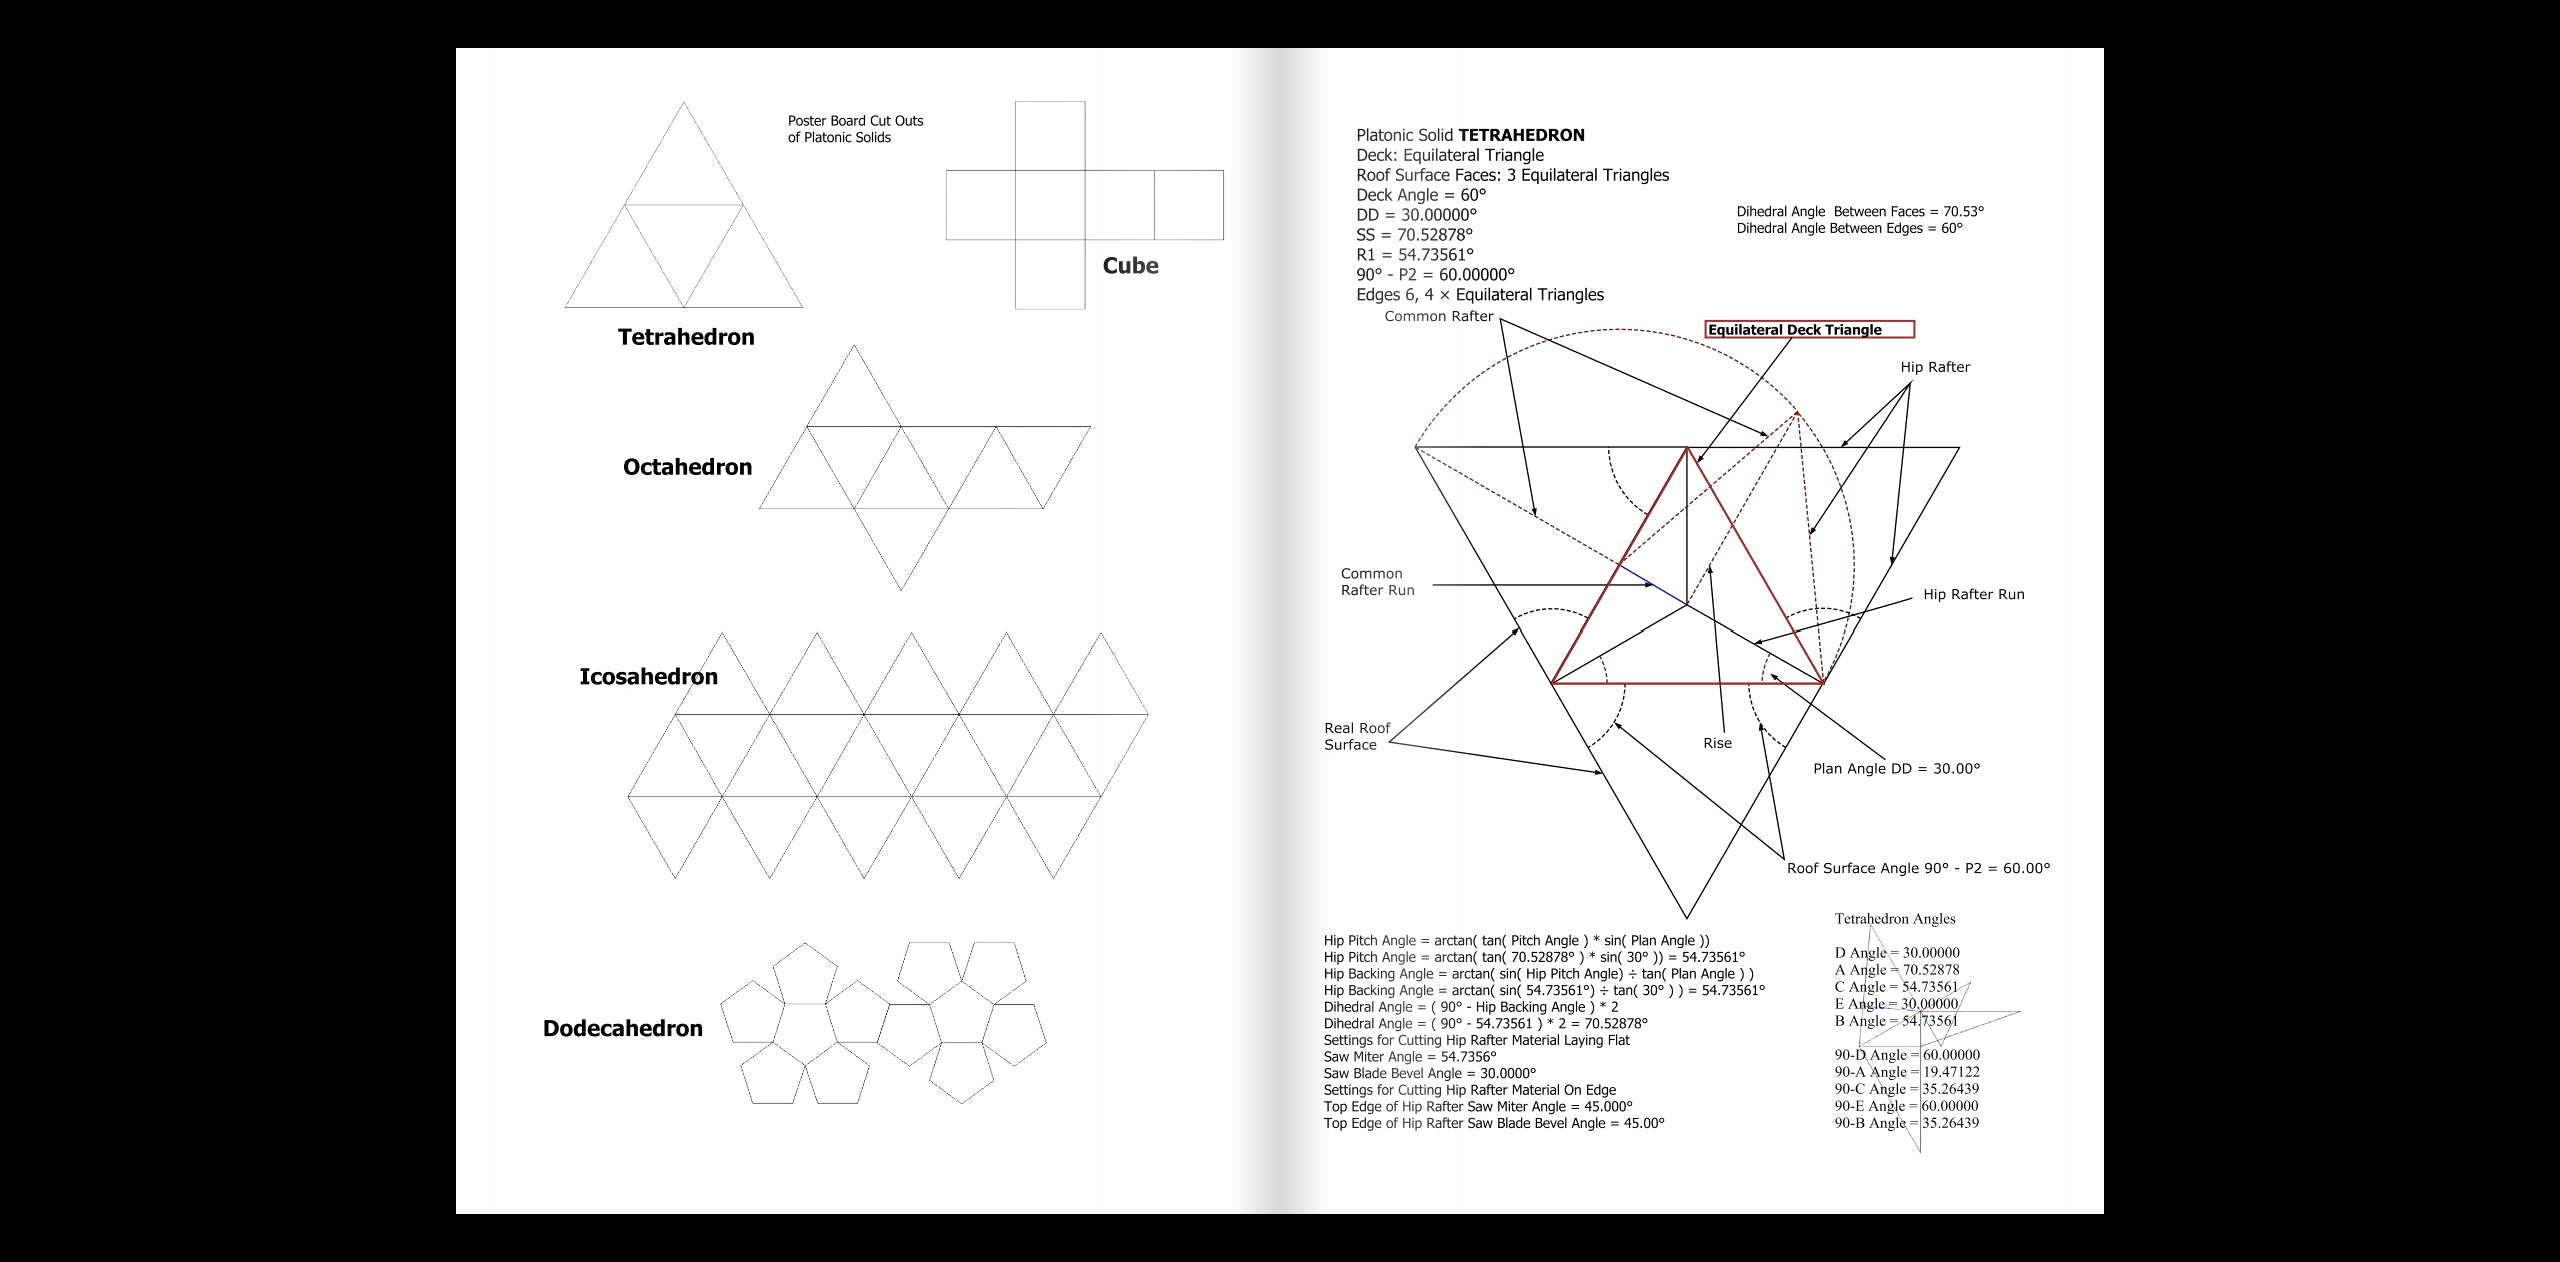 Poster Board Cut Outs
of Platonic Solids
Cube
Tetrahedron
Octahedron
Icosahedron
Dodecahedron
Platonic Solid TETRAHEDRON
Deck: Equilateral Triangle
Roof Surface Faces: 3 Equilateral Triangles
Deck Angle = 60°
DD = 30.00000°
SS = 70.52878°
R1 = 54.73561°
90° - P2 = 60.00000°
Edges 6, 4 × Equilateral Triangles
Dihedral Angle  Between Faces = 70.53°
Dihedral Angle Between Edges = 60°
Common Rafter
Equilateral Deck Triangle
Hip Rafter
Common
Rafter Run
Hip Rafter Run
Real Roof
Surface
Rise
Plan Angle DD = 30.00°
Roof Surface Angle 90° - P2 = 60.00°
Hip Pitch Angle = arctan( tan( Pitch Angle ) * sin( Plan Angle ))
Hip Pitch Angle = arctan( tan( 70.52878° ) * sin( 30° )) = 54.73561°
Hip Backing Angle = arctan( sin( Hip Pitch Angle) ÷ tan( Plan Angle ) )
Hip Backing Angle = arctan( sin( 54.73561°) ÷ tan( 30° ) ) = 54.73561°
Dihedral Angle = ( 90° - Hip Backing Angle ) * 2
Dihedral Angle = ( 90° - 54.73561 ) * 2 = 70.52878°
Settings for Cutting Hip Rafter Material Laying Flat
Saw Miter Angle = 54.7356°
Saw Blade Bevel Angle = 30.0000°
Settings for Cutting Hip Rafter Material On Edge
Top Edge of Hip Rafter Saw Miter Angle = 45.000°
Top Edge of Hip Rafter Saw Blade Bevel Angle = 45.00°
Tetrahedron Angles
D Angle = 30.00000
A Angle = 70.52878
C Angle = 54.73561
E Angle = 30.00000
B Angle = 54.73561
90-D Angle = 60.00000
90-A Angle = 19.47122
90-C Angle = 35.26439
90-E Angle = 60.00000
90-B Angle = 35.26439